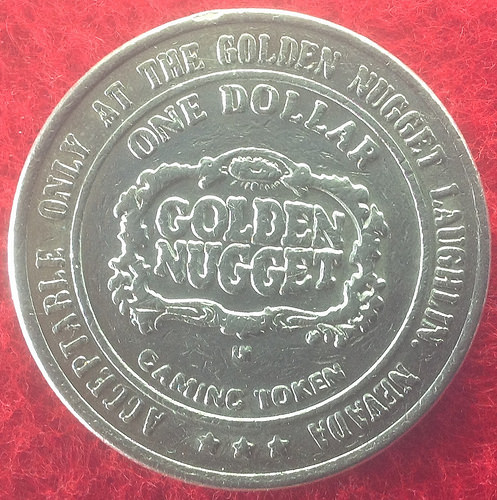 ACCEPTABLE ONLY AT THE GOLDEN NUGGET LAUGHLIN, NEVADA
ONE DOLLAR
GOLDEN
NUGGET
GAMING TOKEN